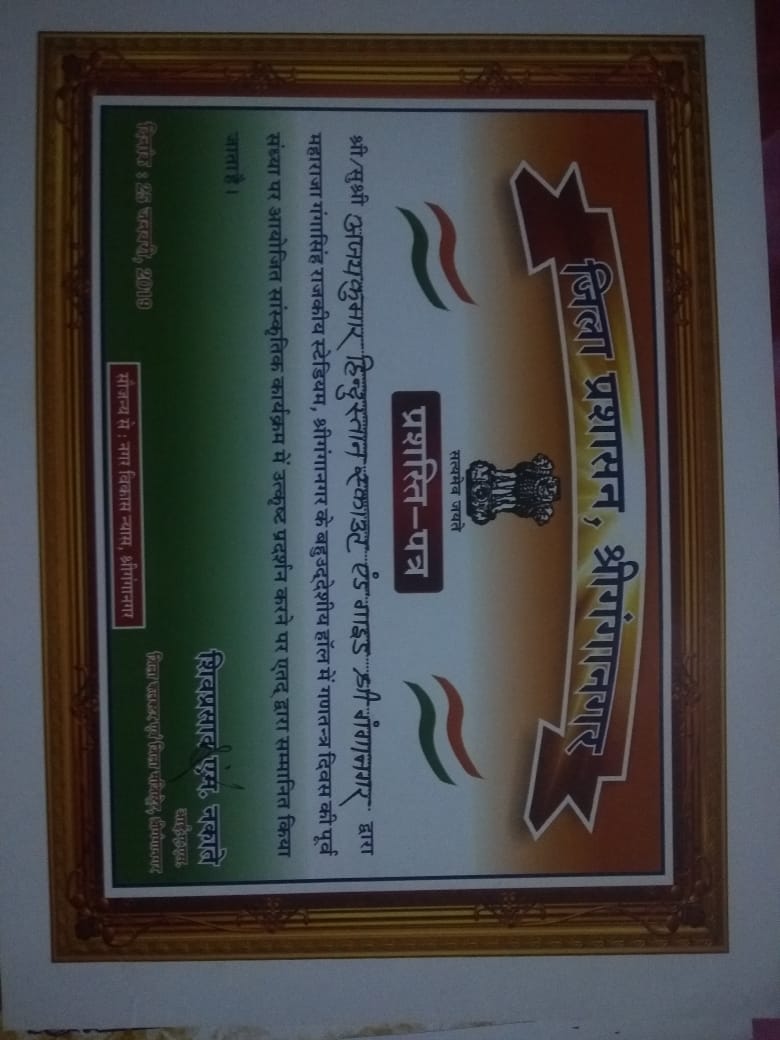 जिला प्रशासन, श्रीगंगानगर
सत्यमेव जयते
प्रशस्ति–पत्र
श्री/सुश्री अजयकुमार हिन्दुस्तान स्काउट एंड गाइड श्री गंगानगर द्वारा
महाराजा गंगासिंह राजकीय स्टेडियम, श्रीगंगानगर के बहुउद्देशीय हॉल में गणतन्त्र दिवस की पूर्व
संध्या पर आयोजित सांस्कृतिक कार्यक्रम में उत्कृष्ट प्रदर्शन करने पर एतद् द्वारा सम्मानित किया
जाता है।
दिनांक : 25 जनवरी, 2019
शिवप्रसाद एम. नकाते
आई.ए.एस.
जिला कलक्टर एवं जिला मजिस्ट्रेट, श्रीगंगानगर
सौजन्य से : नगर विकास न्यास, श्रीगंगानगर